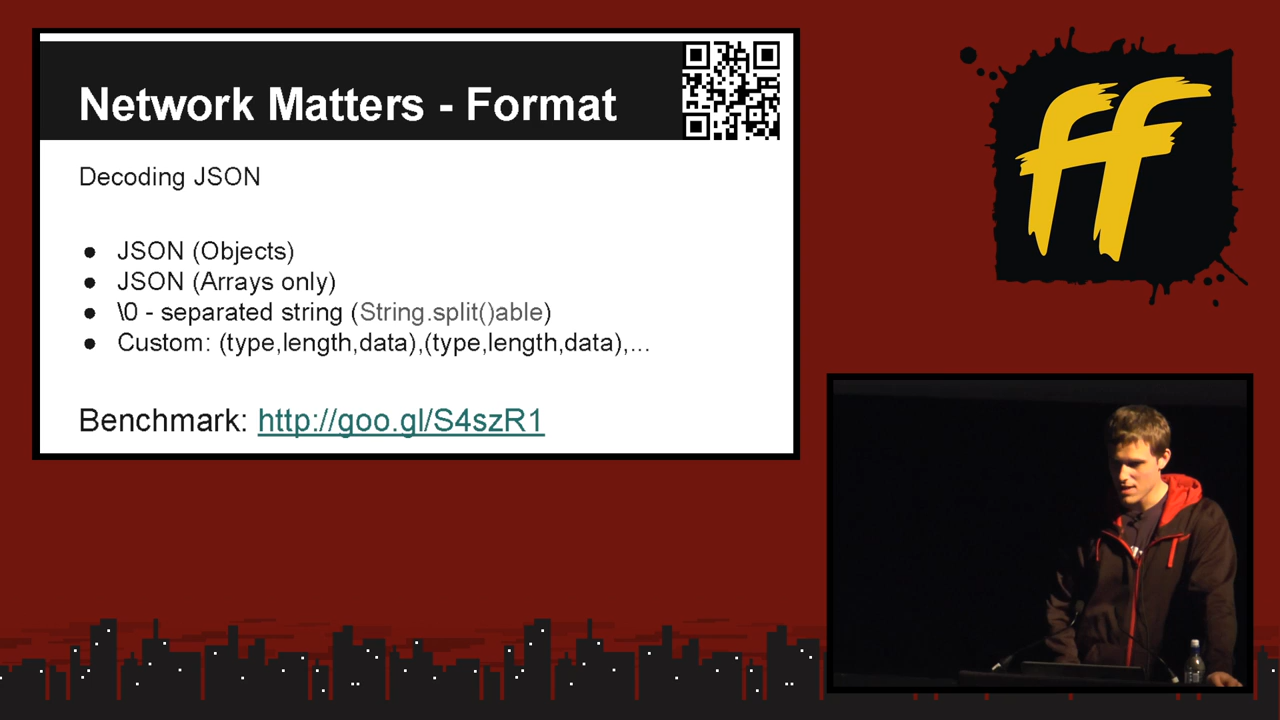 Network Matters - Format
Decoding JSON
● JSON (Objects)
● JSON (Arrays only)
● \0 - separated string (String.split()able)
● Custom: (type,length,data),(type,length,data),...
Benchmark: http://goo.gl/S4szR1
ff